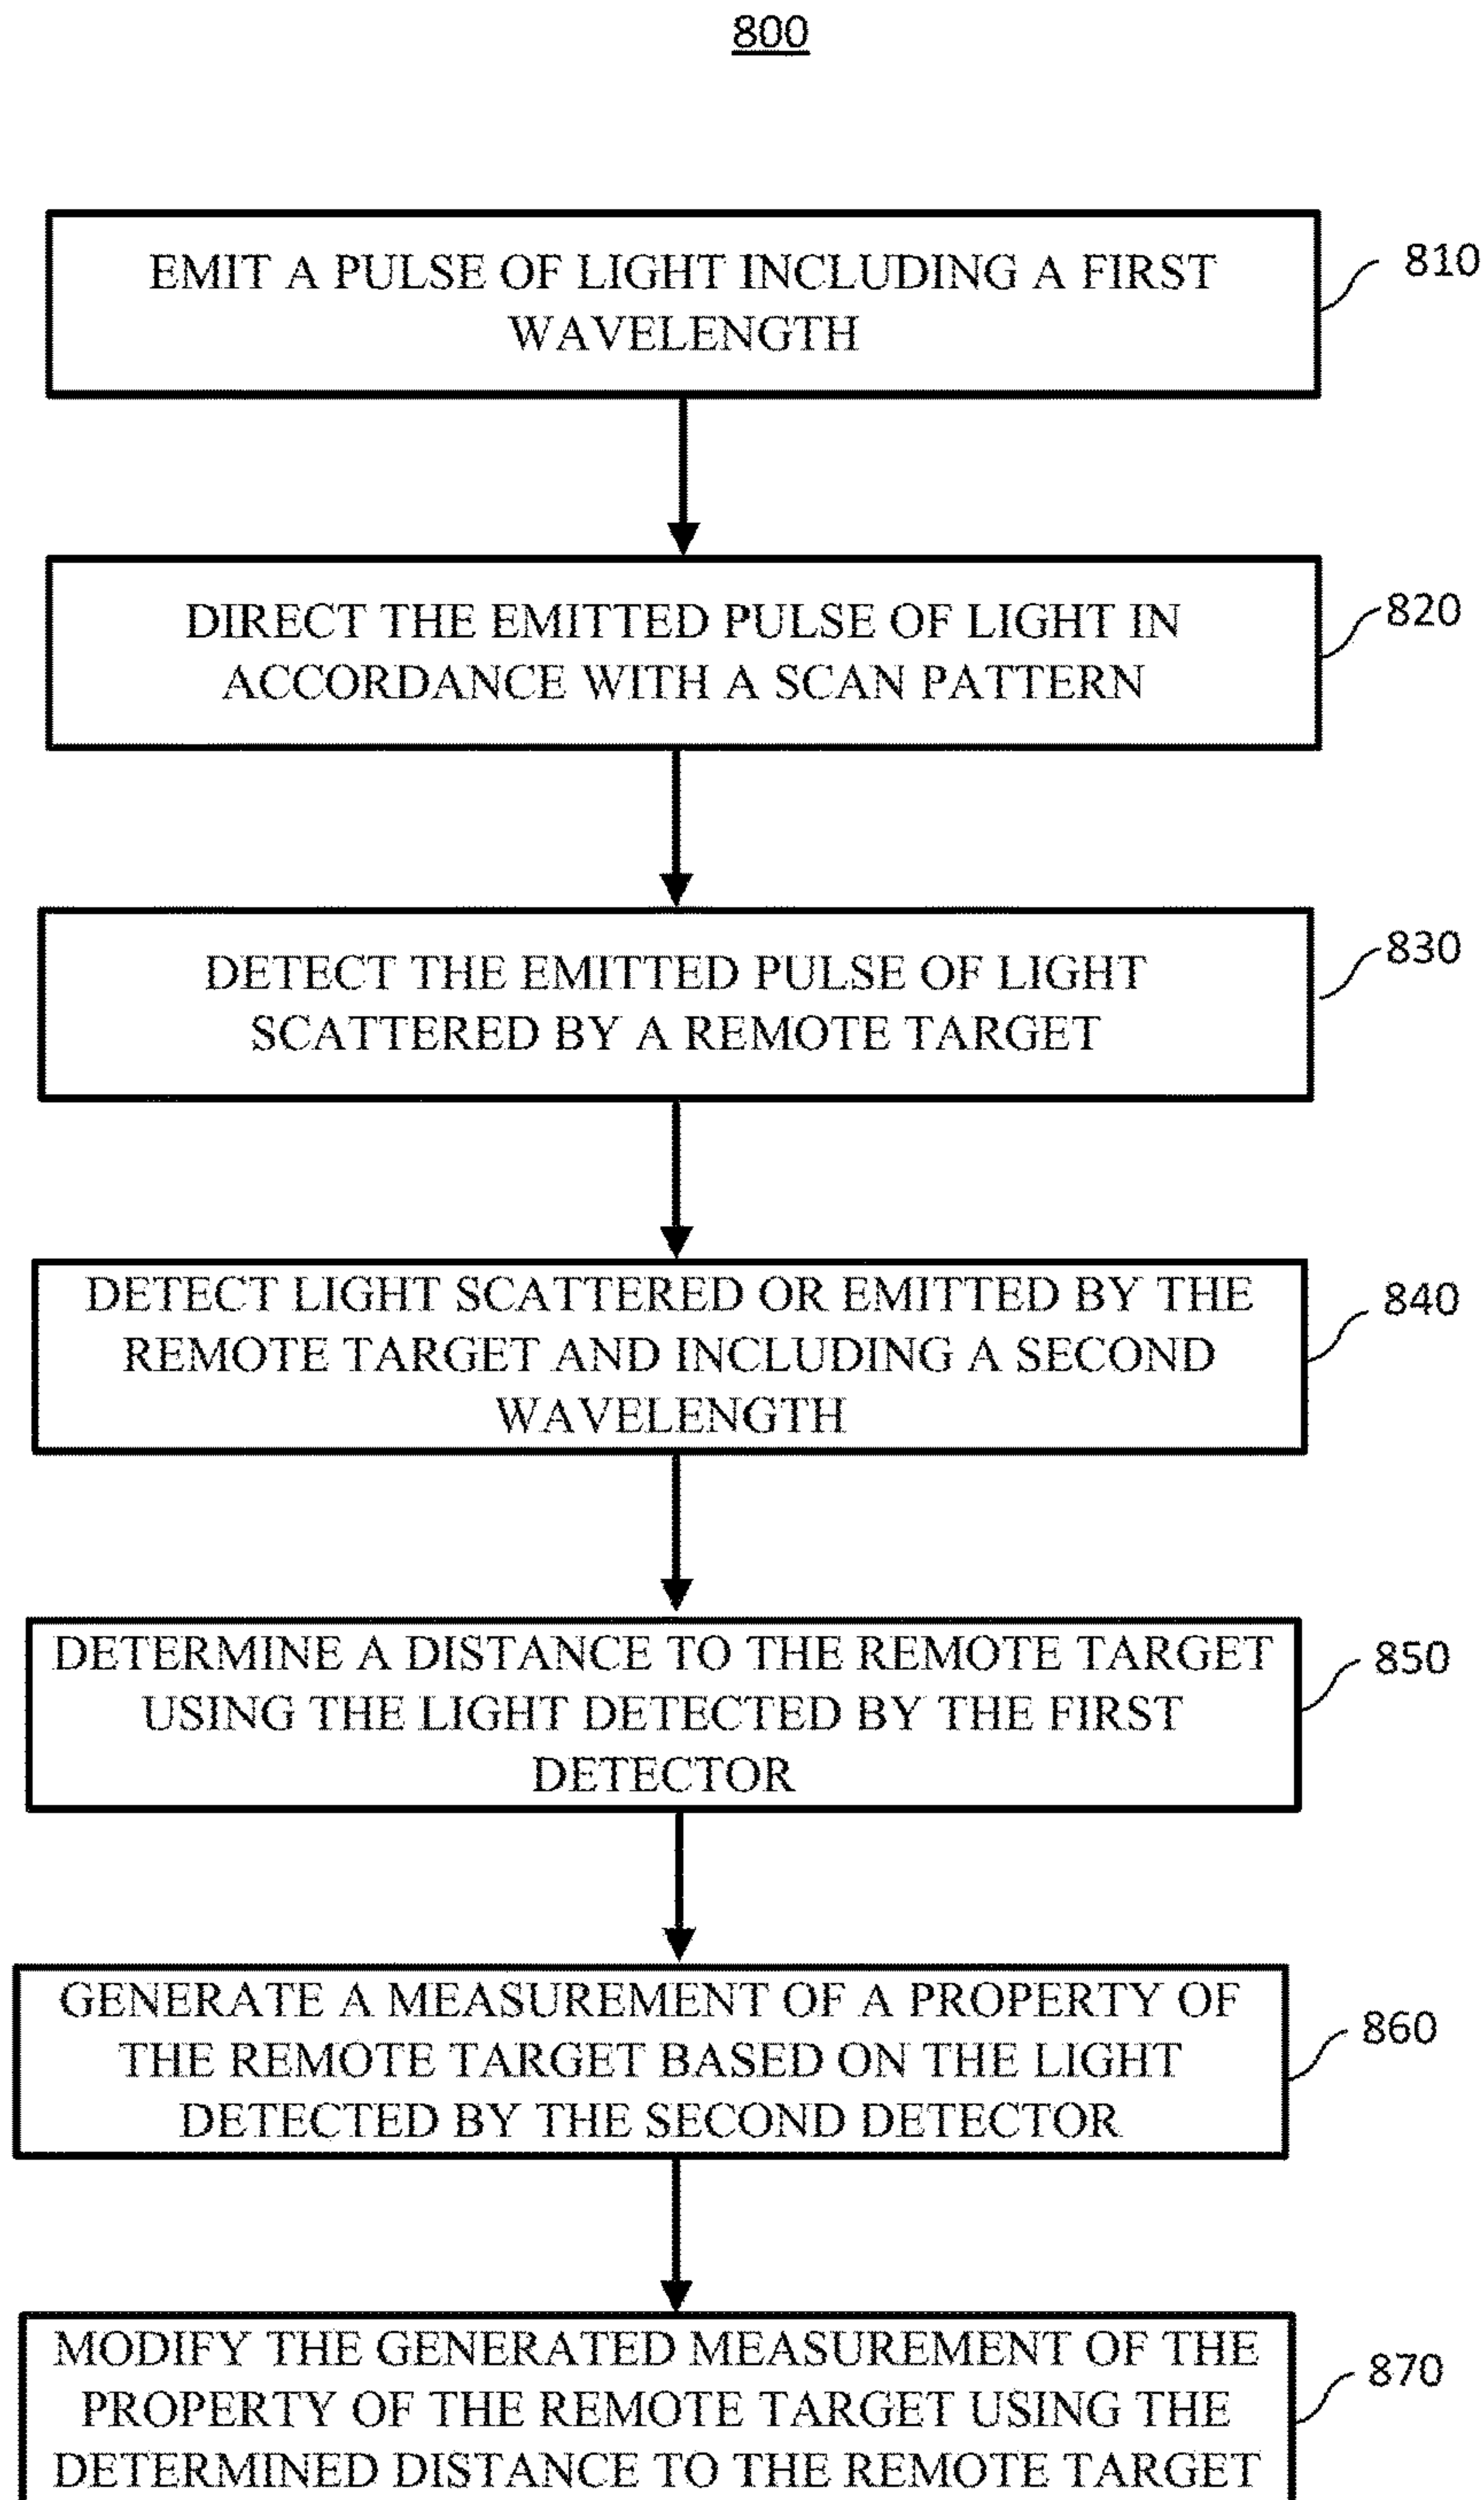 800
EMIT A PULSE OF LIGHT INCLUDING A FIRST
WAVELENGTH
810
DIRECT THE EMITTED PULSE OF LIGHT IN
ACCORDANCE WITH A SCAN PATTERN
820
DETECT THE EMITTED PULSE OF LIGHT
SCATTERED BY A REMOTE TARGET
830
DETECT LIGHT SCATTERED OR EMITTED BY THE
REMOTE TARGET AND INCLUDING A SECOND
WAVELENGTH
840
DETERMINE A DISTANCE TO THE REMOTE TARGET
USING THE LIGHT DETECTED BY THE FIRST
DETECTOR
850
GENERATE A MEASUREMENT OF A PROPERTY OF
THE REMOTE TARGET BASED ON THE LIGHT
DETECTED BY THE SECOND DETECTOR
860
MODIFY THE GENERATED MEASUREMENT OF THE
PROPERTY OF THE REMOTE TARGET USING THE
DETERMINED DISTANCE TO THE REMOTE TARGET
870